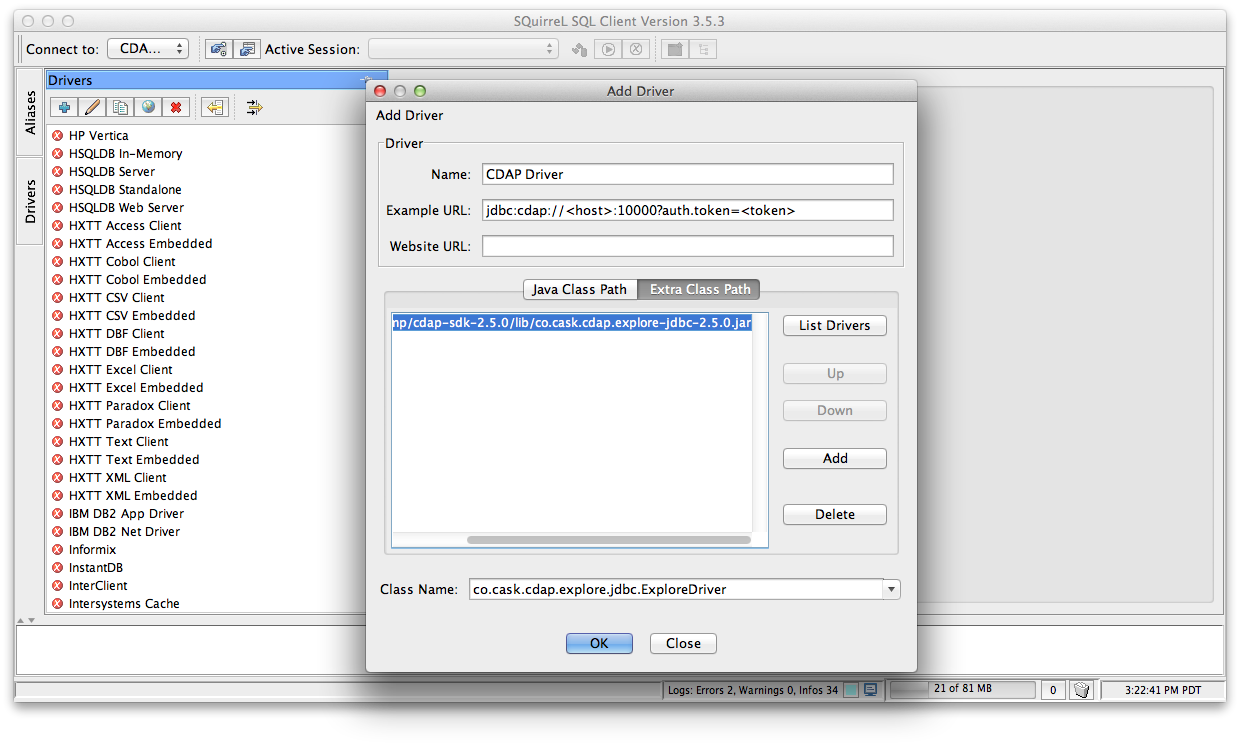 SQuirreL SQL Client Version 3.5.3
Connect to: CDA... Active Session:
Aliases
Drivers
Drivers
HP Vertica
HSQLDB In-Memory
HSQLDB Server
HSQLDB Standalone
HSQLDB Web Server
HXTT Access Client
HXTT Access Embedded
HXTT Cobol Client
HXTT Cobol Embedded
HXTT CSV Client
HXTT CSV Embedded
HXTT DBF Client
HXTT DBF Embedded
HXTT Excel Client
HXTT Excel Embedded
HXTT Paradox Client
HXTT Paradox Embedded
HXTT Text Client
HXTT Text Embedded
HXTT XML Client
HXTT XML Embedded
IBM DB2 App Driver
IBM DB2 Net Driver
Informix
InstantDB
InterClient
Intersystems Cache
Add Driver
Add Driver
Driver
Name: CDAP Driver
Example URL: jdbc:cdap://<host>:10000?auth.token=<token>
Website URL:
Java Class Path Extra Class Path
mp/cdap-sdk-2.5.0/lib/co.cask.cdap.explore-jdbc-2.5.0.jar
List Drivers
Up
Down
Add
Delete
Class Name: co.cask.cdap.explore.jdbc.ExploreDriver
OK Close
Logs: Errors 2, Warnings 0, Infos 34 21 of 81 MB 0 3:22:41 PM PDT